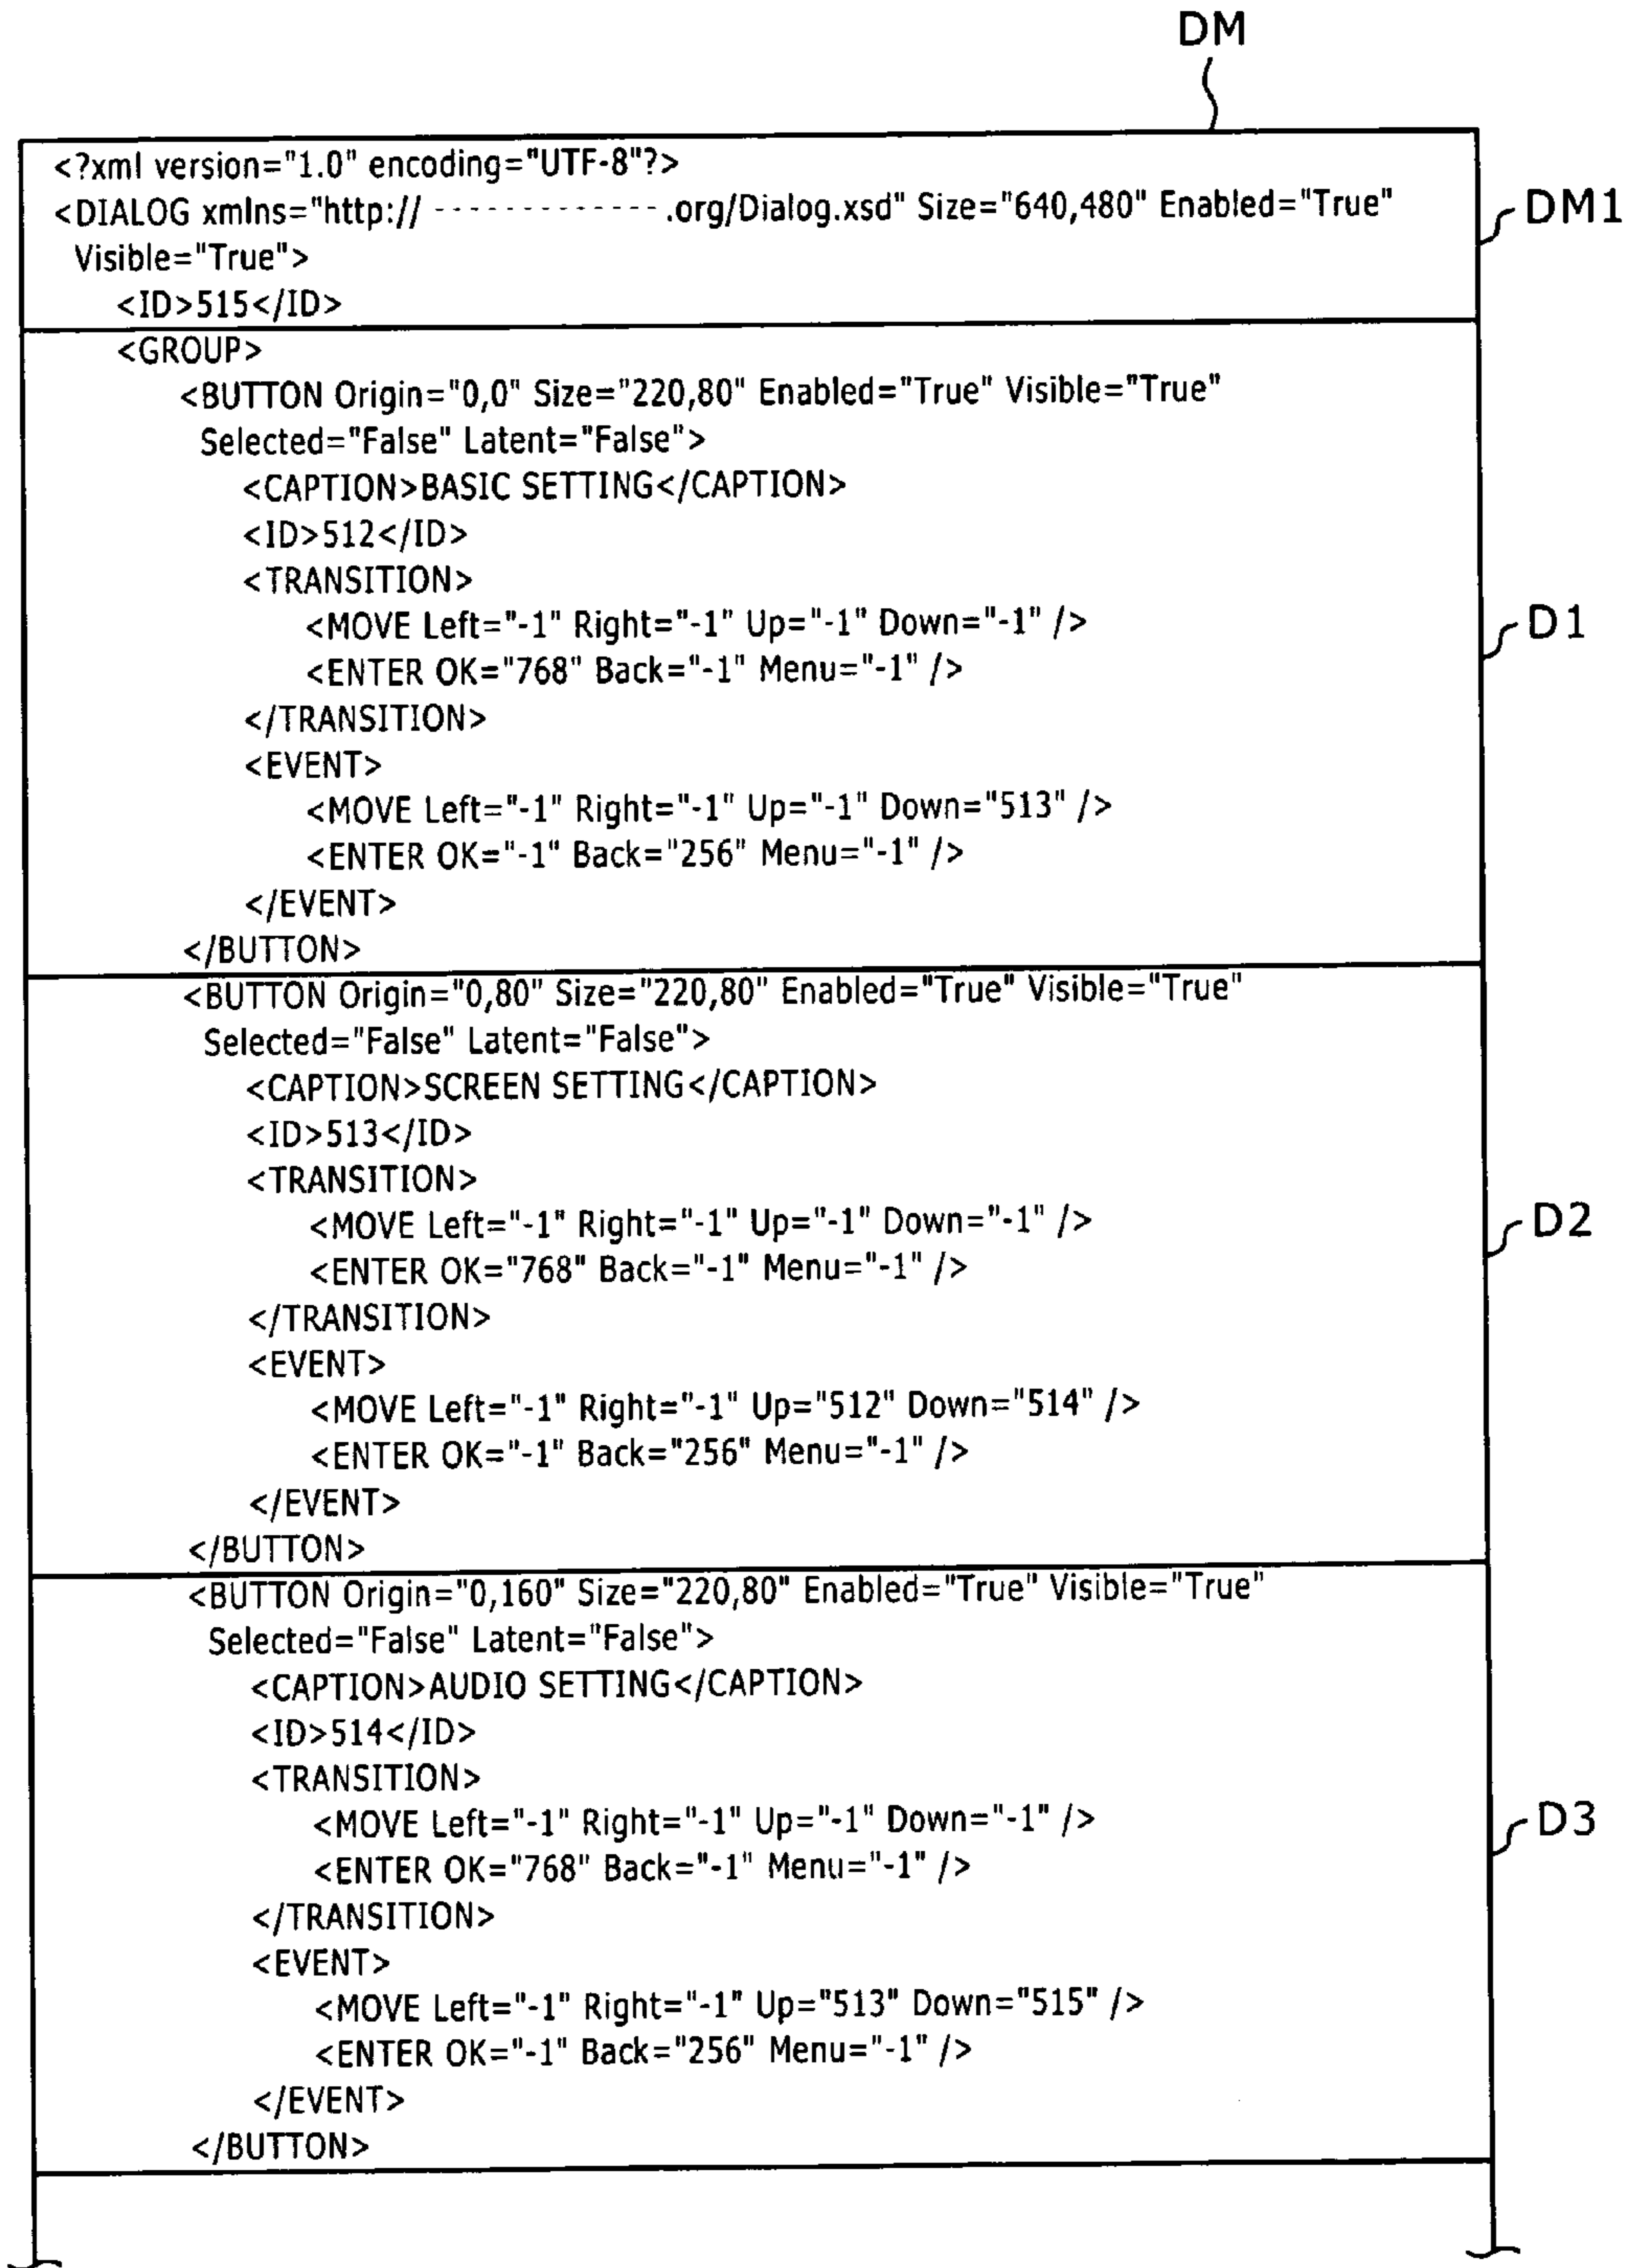 DM
<?xml version="1.0" encoding="UTF-8"?>
<DIALOG xmlns="http:// ------------- .org/Dialog.xsd" Size="640,480" Enabled="True"
Visible="True">
<ID>515</ID>
DM1
<GROUP>
<BUTTON Origin="0,0" Size="220,80" Enabled="True" Visible="True"
Selected="False" Latent="False">
<CAPTION>BASIC SETTING</CAPTION>
<ID>512</ID>
<TRANSITION>
<MOVE Left="-1" Right="-1" Up="-1" Down="-1" />
<ENTER OK="768" Back="-1" Menu="-1" />
</TRANSITION>
<EVENT>
<MOVE Left="-1" Right="-1" Up="-1" Down="513" />
<ENTER OK="-1" Back="256" Menu="-1" />
</EVENT>
</BUTTON>
D1
<BUTTON Origin="0,80" Size="220,80" Enabled="True" Visible="True"
Selected="False" Latent="False">
<CAPTION>SCREEN SETTING</CAPTION>
<ID>513</ID>
<TRANSITION>
<MOVE Left="-1" Right="-1" Up="-1" Down="-1" />
<ENTER OK="768" Back="-1" Menu="-1" />
</TRANSITION>
<EVENT>
<MOVE Left="-1" Right="-1" Up="512" Down="514" />
<ENTER OK="-1" Back="256" Menu="-1" />
</EVENT>
</BUTTON>
D2
<BUTTON Origin="0,160" Size="220,80" Enabled="True" Visible="True"
Selected="False" Latent="False">
<CAPTION>AUDIO SETTING</CAPTION>
<ID>514</ID>
<TRANSITION>
<MOVE Left="-1" Right="-1" Up="-1" Down="-1" />
<ENTER OK="768" Back="-1" Menu="-1" />
</TRANSITION>
<EVENT>
<MOVE Left="-1" Right="-1" Up="513" Down="515" />
<ENTER OK="-1" Back="256" Menu="-1" />
</EVENT>
</BUTTON>
D3